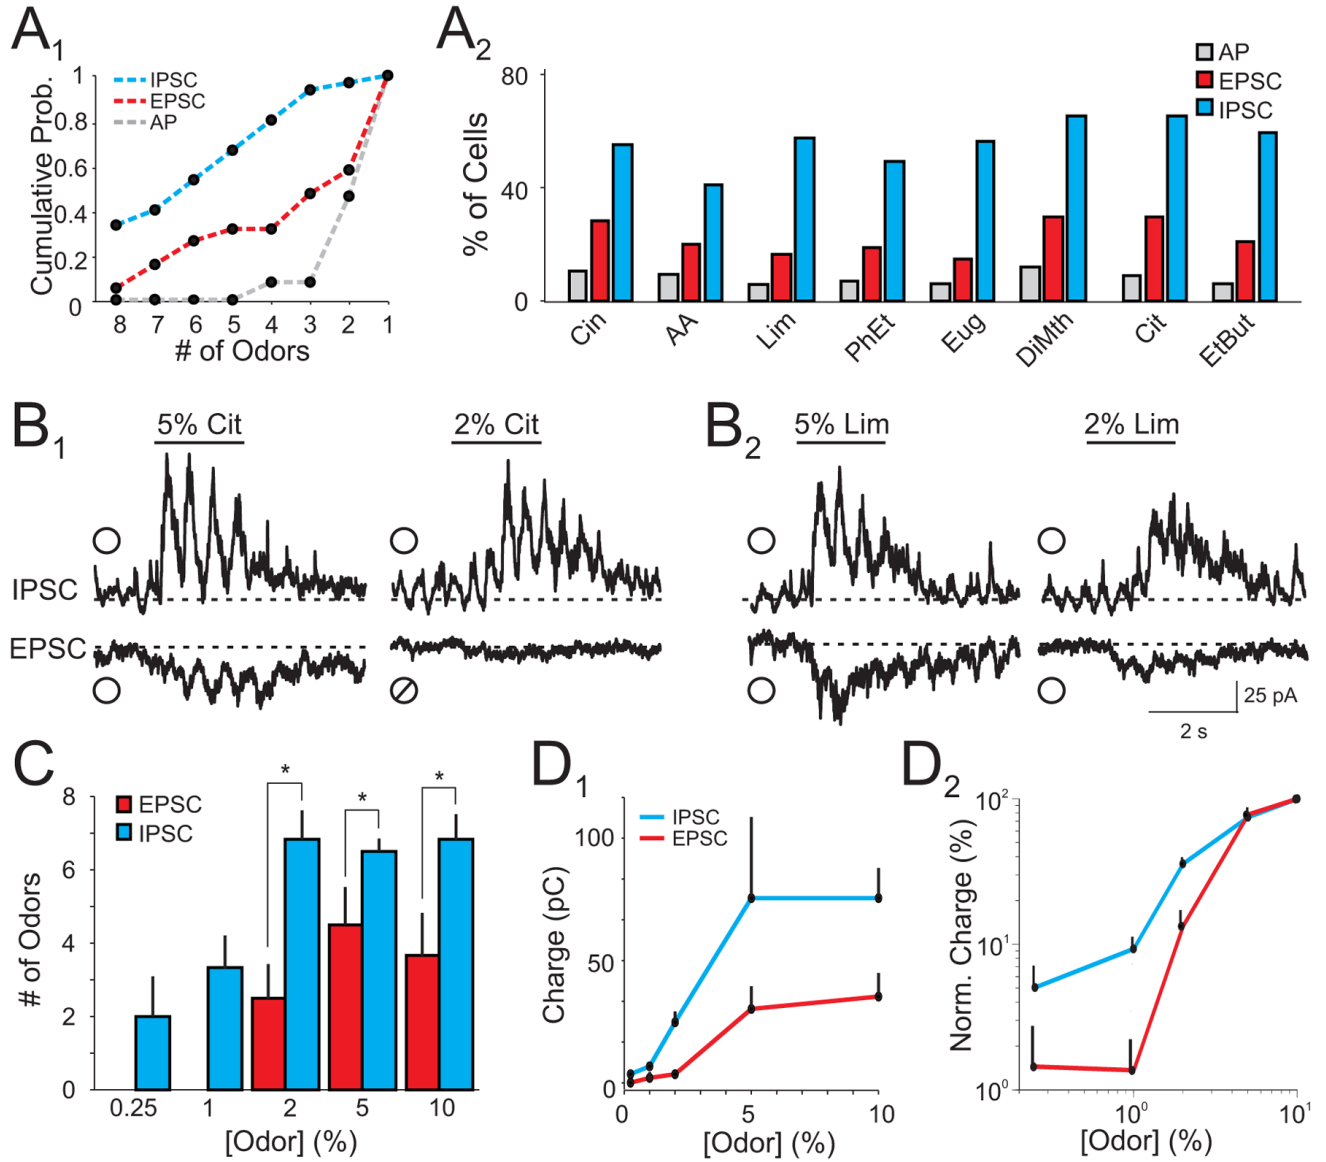 A1
1
0.8
0.6
0.4
0.2
0
Cumulative Prob.
IPSC
EPSC
AP
8 7 6 5 4 3 2 1
# of Odors
A2
80
40
0
% of Cells
AP
EPSC
IPSC
Cin AA Lim PhEt Eug DiMth Cit EtBut
B1
5% Cit
2% Cit
B2
5% Lim
2% Lim
IPSC
EPSC
25 pA
2 s
C
8
6
4
2
0
# of Odors
EPSC
IPSC
* * *
0.25 1 2 5 10
[Odor] (%)
D1
100
50
0
Charge (pC)
IPSC
EPSC
0 5 10
[Odor] (%)
D2
10²
10¹
10⁰
Norm. Charge (%)
10⁰ 10¹
[Odor] (%)